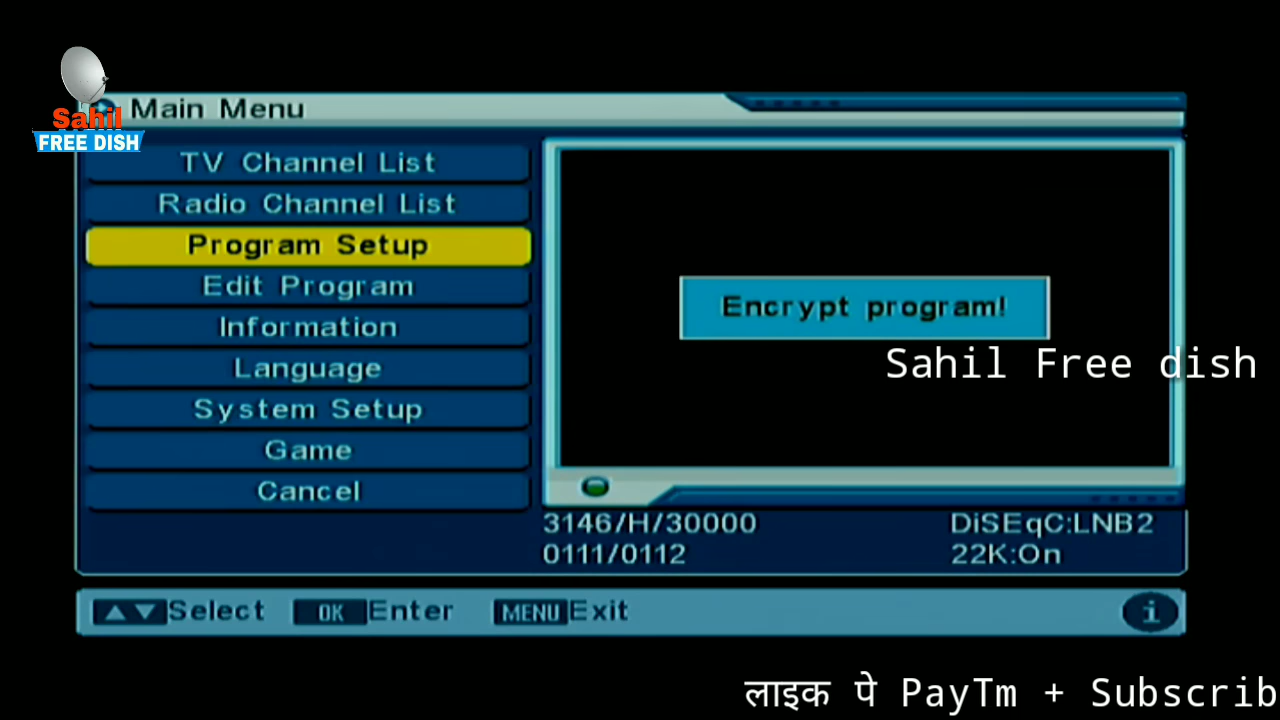 Sahil
FREE DISH
Main Menu
TV Channel List
Radio Channel List
Program Setup
Edit Program
Information
Language
System Setup
Game
Cancel
Encrypt program!
Sahil Free dish
3146/H/30000
DiSEqC:LNB2
0111/0112
22K:On
Select
OK Enter
MENU Exit
i
लाइक पे PayTm + Subscrib